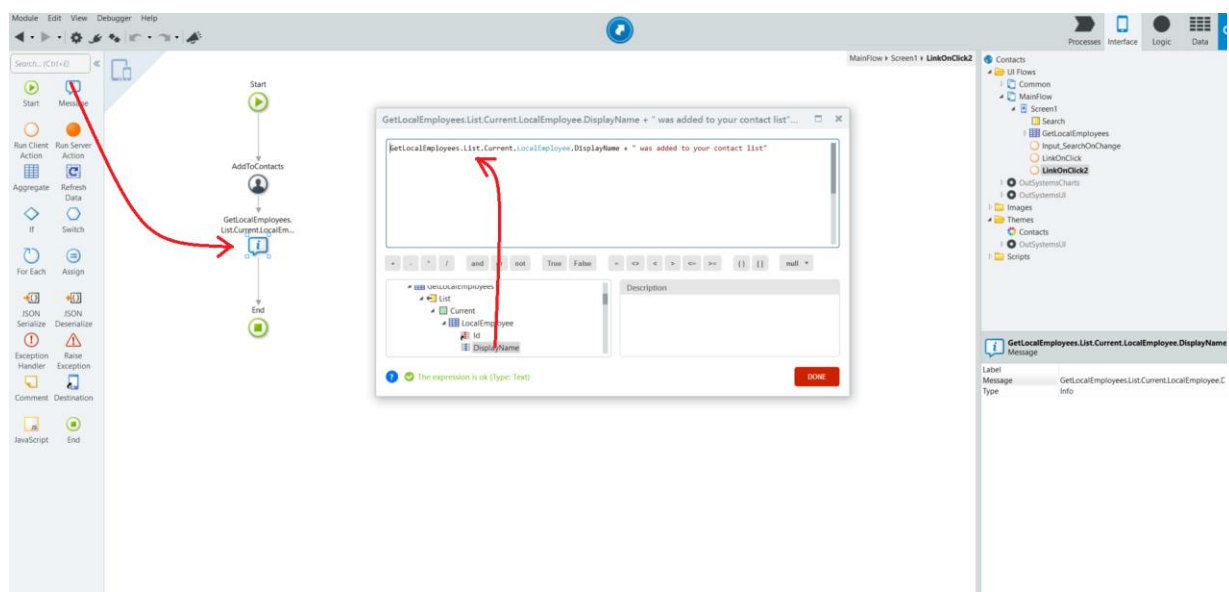 Module Edit View Debugger Help
Processes Interface Logic Data
Search... (Ctrl+E)
Start Message
Run Client Action
Run Server Action
Aggregate
Refresh Data
If Switch
For Each Assign
JSON Serialize
JSON Deserialize
Exception Handler
Raise Exception
Comment Destination
JavaScript End
Start
AddToContacts
GetLocalEmployees.
List.Current.LocalEm...
End
MainFlow Screen1 LinkOnClick2
GetLocalEmployees.List.Current.LocalEmployee.DisplayName + " was added to your contact list"...
GetLocalEmployees.List.Current.LocalEmployee.DisplayName + " was added to your contact list"
+ - * / and or not True False = <> < > <= >= ( ) [ ] null
GetLocalEmployees
List
Current
LocalEmployee
Id
DisplayName
Description
The expression is ok (Type: Text)
DONE
Contacts
UI Flows
Common
MainFlow
Screen1
Search
GetLocalEmployees
Input_SearchOnChange
LinkOnClick
LinkOnClick2
OutSystemsCharts
OutSystemsUI
Images
Themes
Contacts
OutSystemsUI
Scripts
GetLocalEmployees.List.Current.LocalEmployee.DisplayName
Message
Label
Message GetLocalEmployees.List.Current.LocalEmployee.D
Type Info